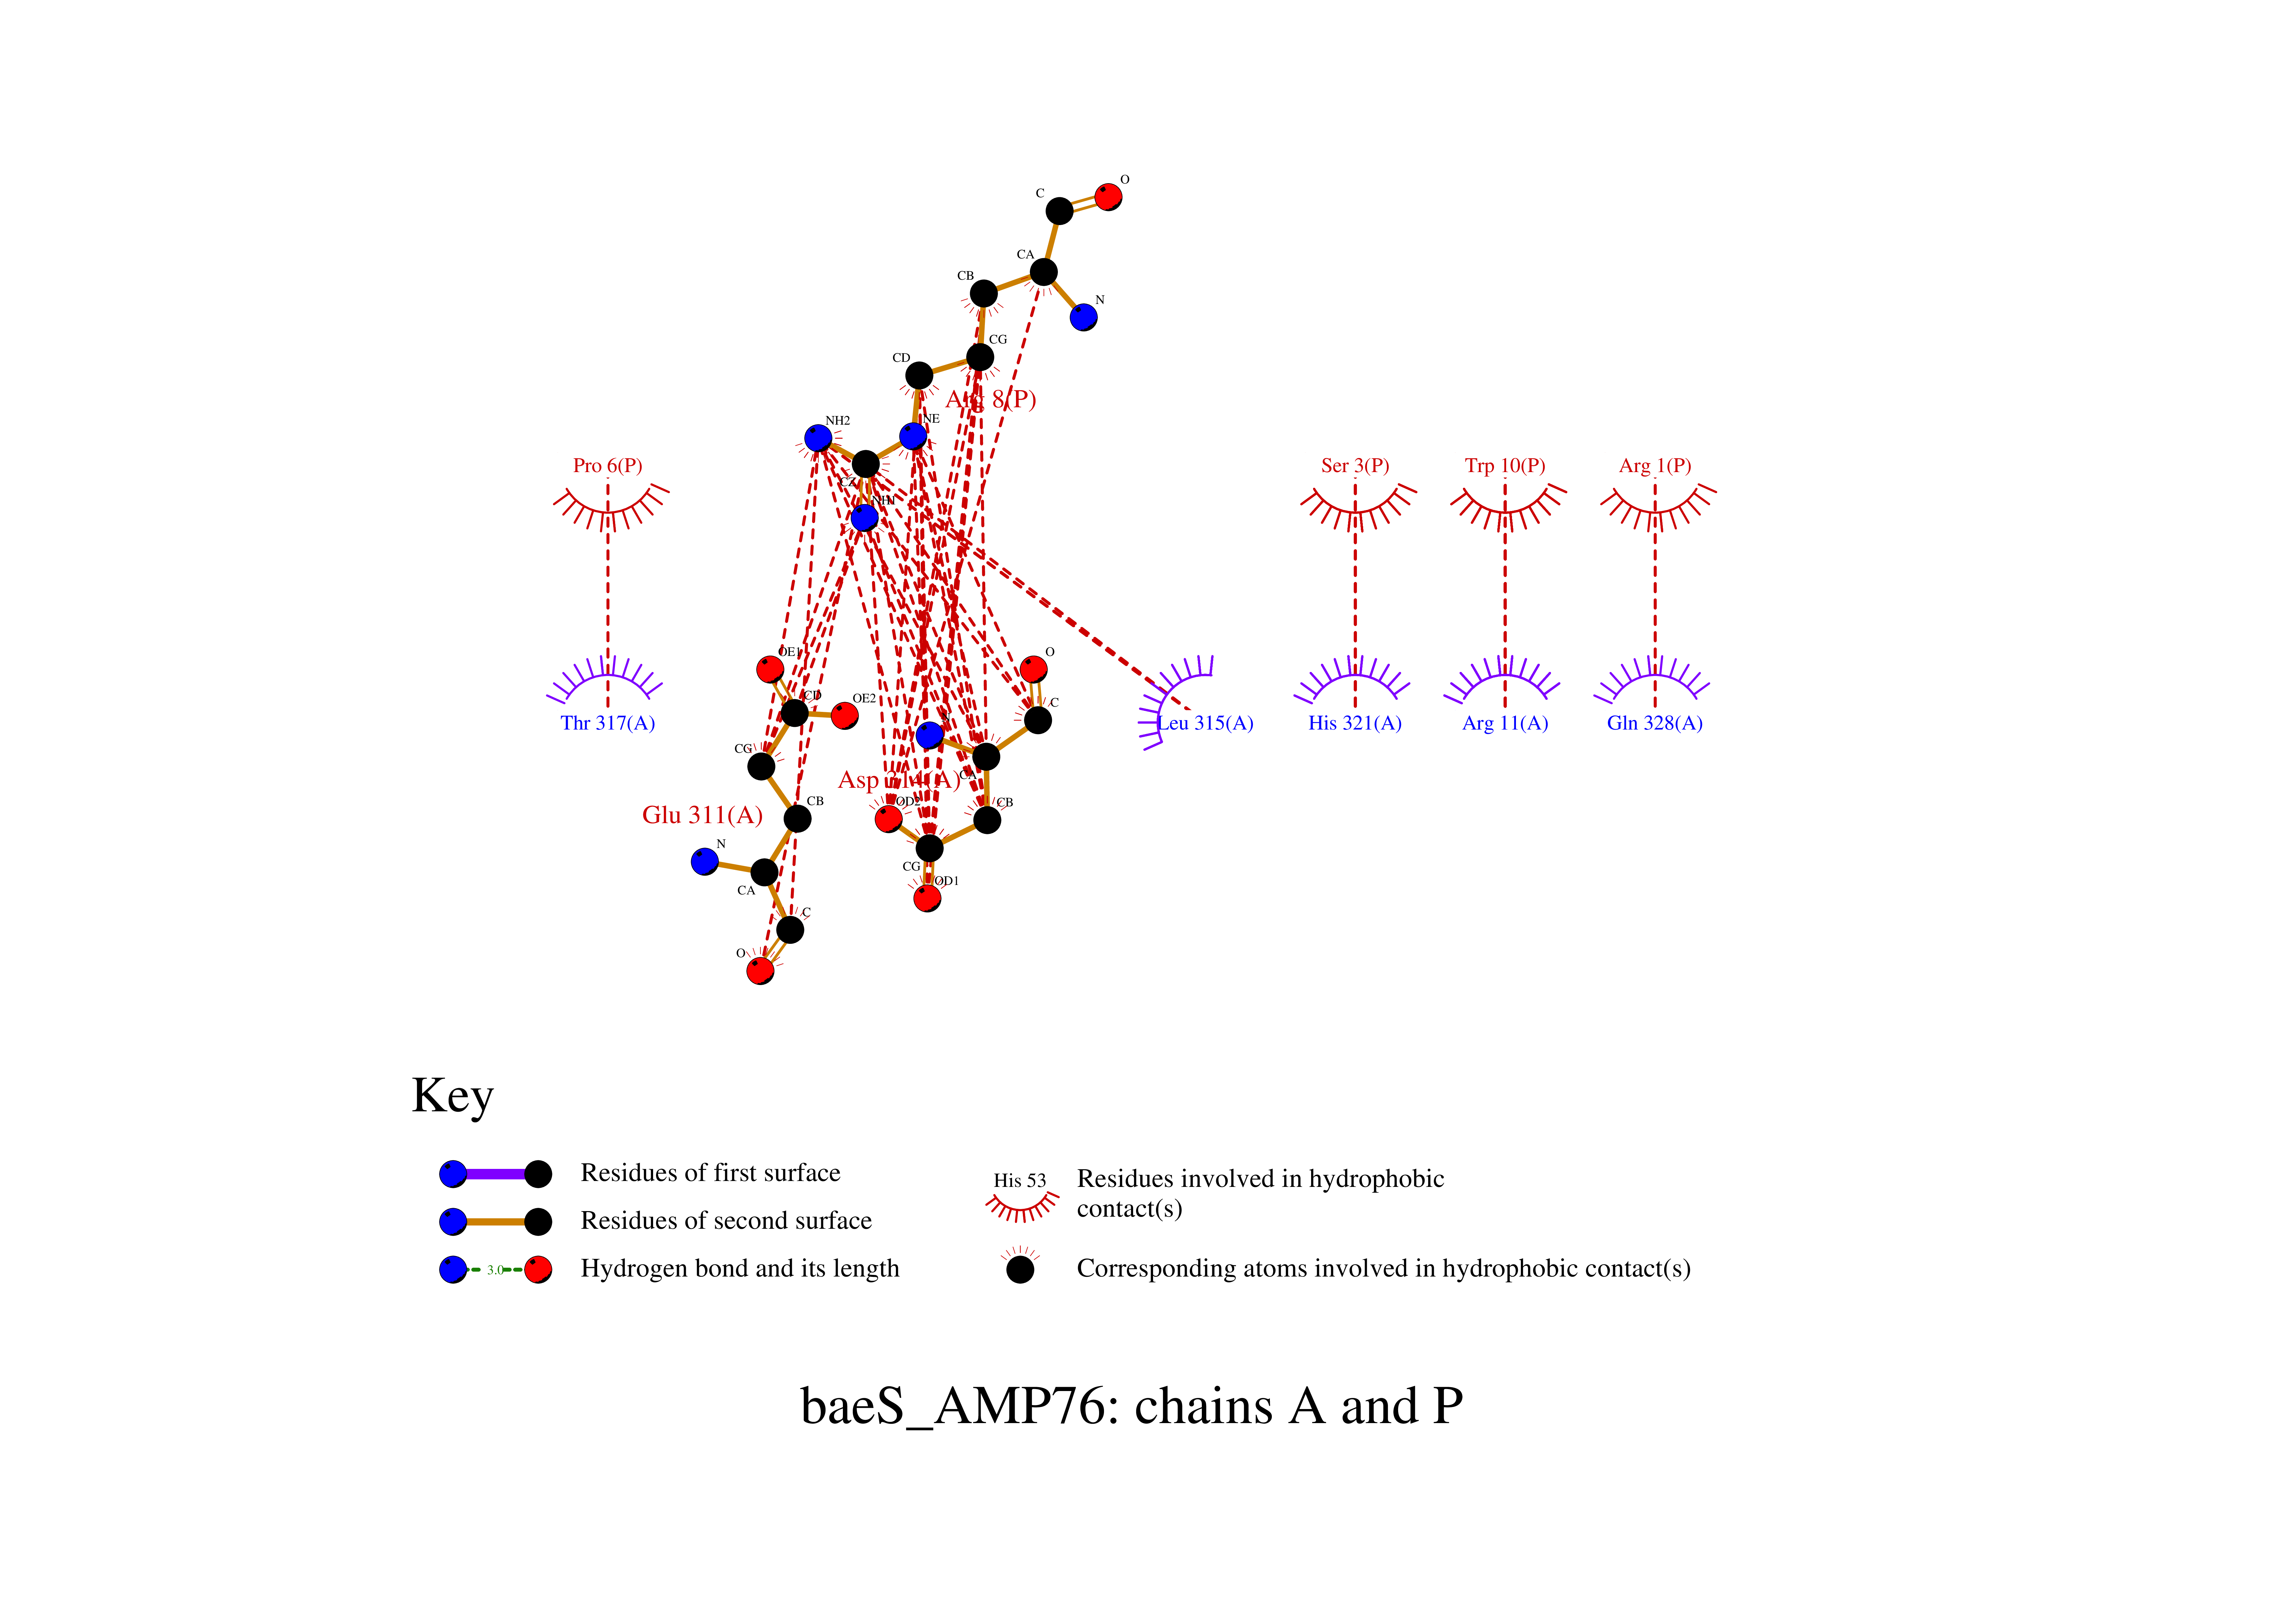 O
C
CA
CB
N
CG
CD
Arg 8(P)
NH2
NE
CZ
NH1
Pro 6(P)
Ser 3(P)
Trp 10(P)
Arg 1(P)
OE1
O
CD
OE2
C
N
Thr 317(A)
Leu 315(A)
His 321(A)
Arg 11(A)
Gln 328(A)
CG
CA
Asp 314(A)
CB
OD2
CB
Glu 311(A)
N
CG
CA
OD1
C
O
Key
Residues of first surface
Residues of second surface
3.0
Hydrogen bond and its length
His 53
Residues involved in hydrophobic
contact(s)
Corresponding atoms involved in hydrophobic contact(s)
baeS_AMP76: chains A and P